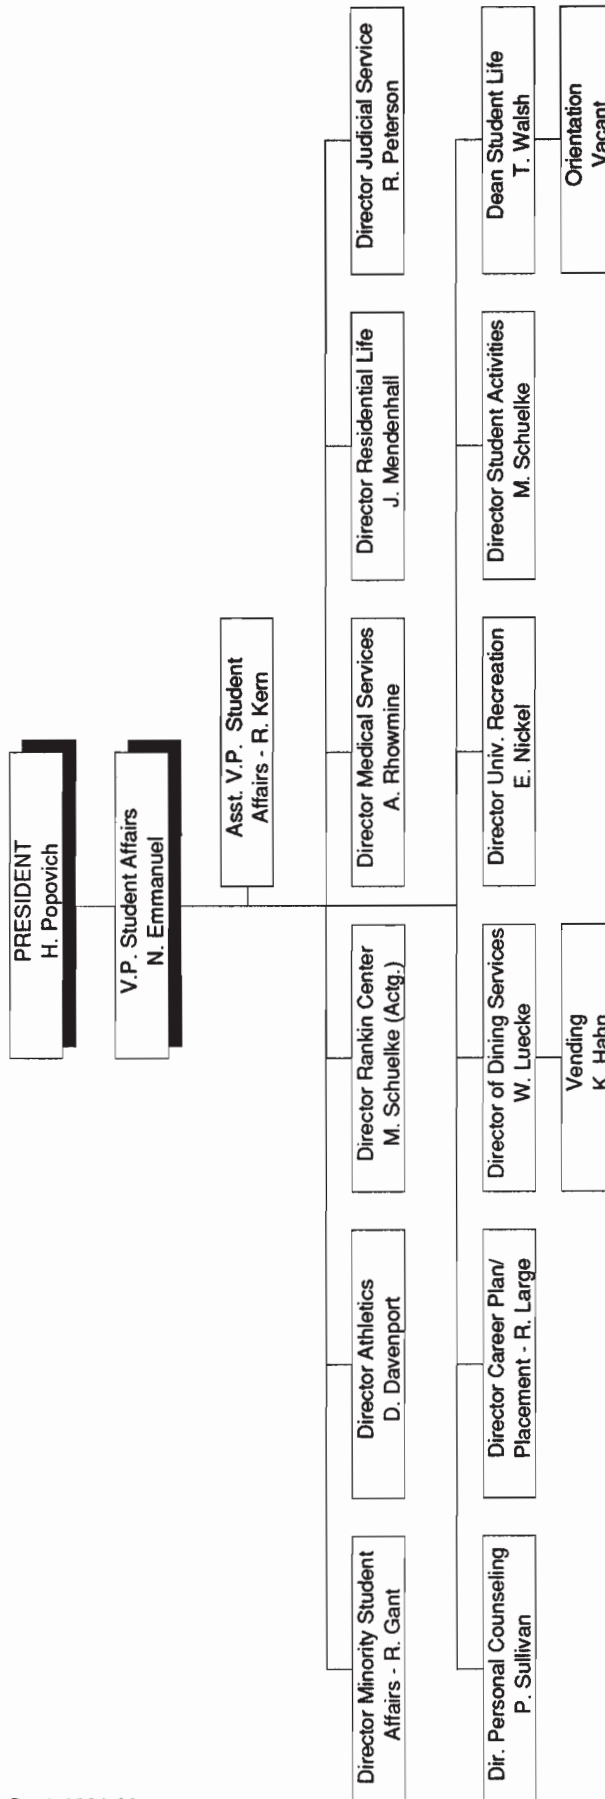 PRESIDENT
H. Popovich
V.P. Student Affairs
N. Emmanuel
Asst. V.P. Student
Affairs - R. Kern
Director Minority Student
Affairs - R. Gant
Director Athletics
D. Davenport
Director Rankin Center
M. Schuelke (Actg.)
Director Medical Services
A. Rhowmine
Director Residential Life
J. Mendenhall
Director Judicial Service
R. Peterson
Dir. Personal Counseling
P. Sullivan
Director Career Plan/
Placement - R. Large
Director of Dining Services
W. Luecke
Director Univ. Recreation
E. Nickel
Director Student Activities
M. Schuelke
Dean Student Life
T. Walsh
Vending
K. Hahn
Orientation
Vacant